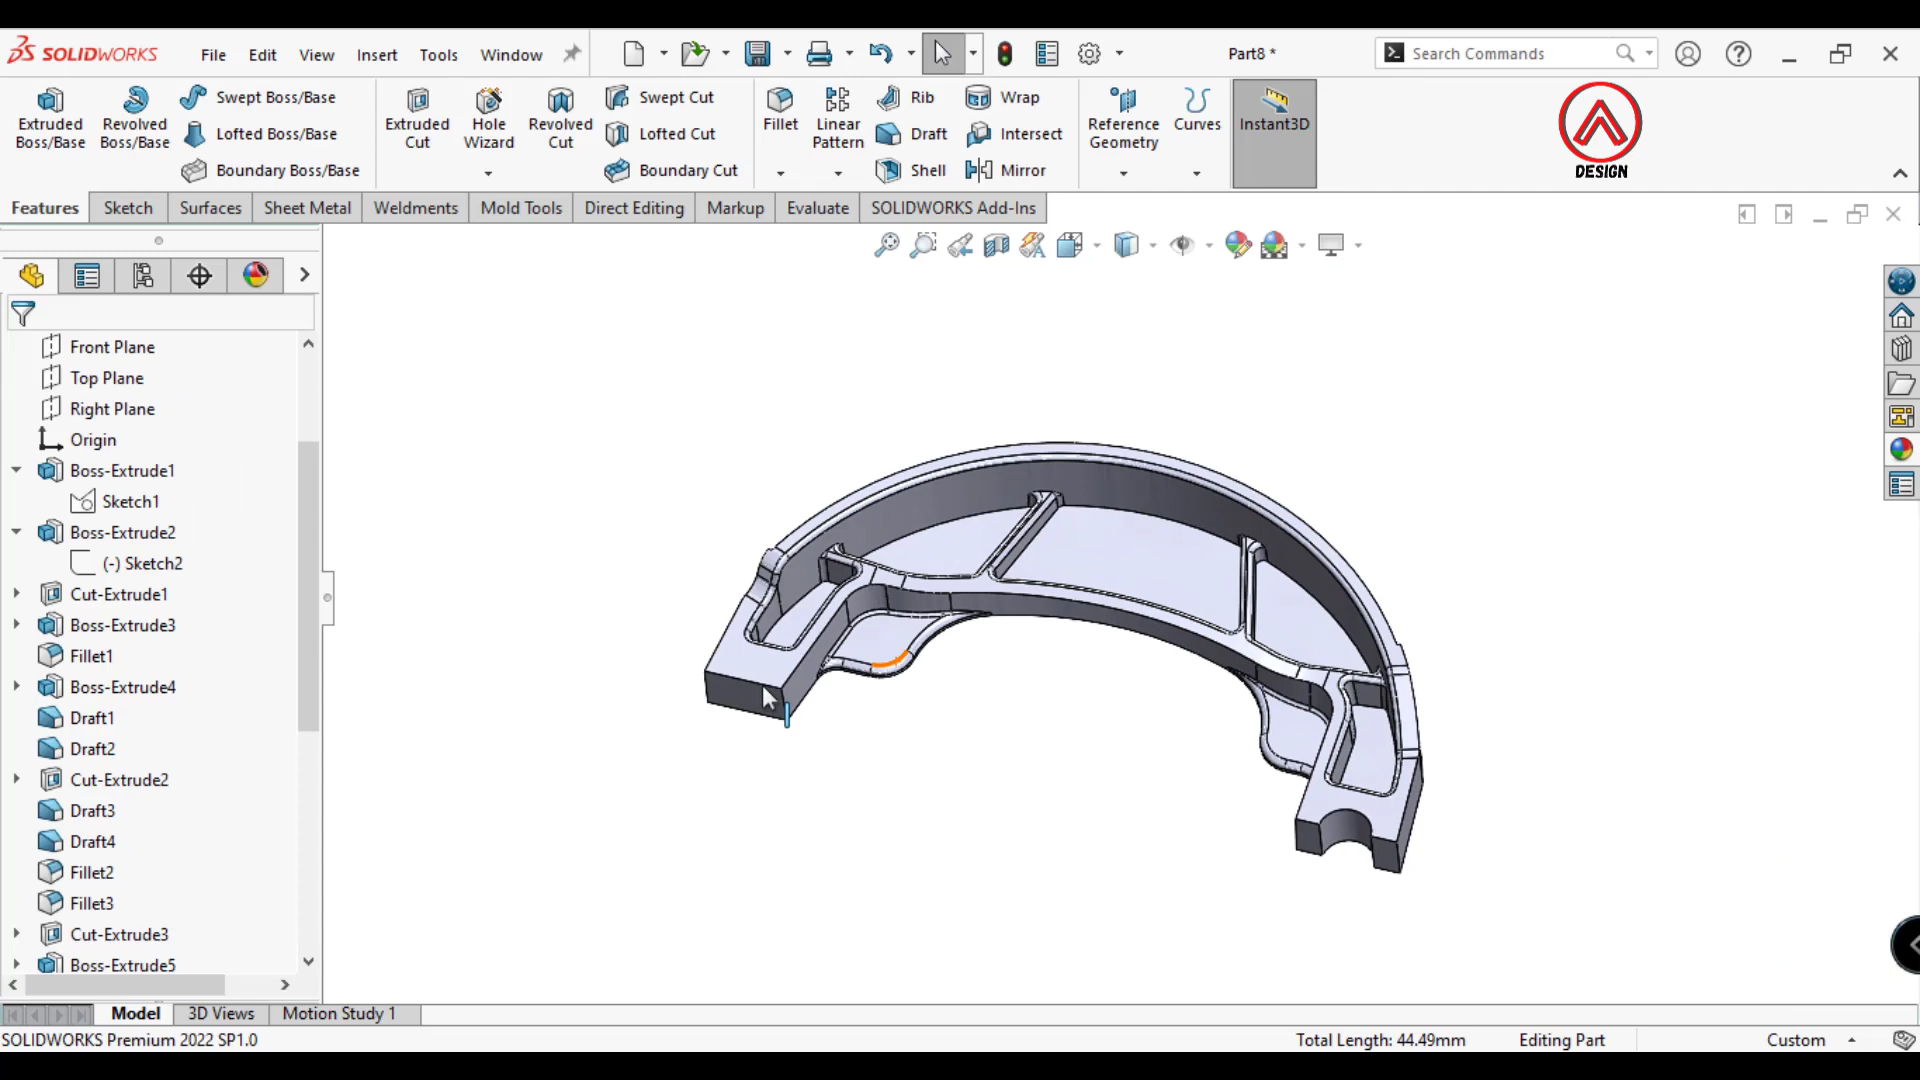 SOLIDWORKS
File Edit View Insert Tools Window
Part8 *
Search Commands
Extruded Boss/Base
Revolved Boss/Base
Swept Boss/Base
Lofted Boss/Base
Boundary Boss/Base
Extruded Cut
Hole Wizard
Revolved Cut
Swept Cut
Lofted Cut
Boundary Cut
Fillet
Linear Pattern
Rib
Draft
Shell
Wrap
Intersect
Mirror
Reference Geometry
Curves
Instant3D
DESIGN
Features Sketch Surfaces Sheet Metal Weldments Mold Tools Direct Editing Markup Evaluate SOLIDWORKS Add-Ins
Front Plane
Top Plane
Right Plane
Origin
Boss-Extrude1
Sketch1
Boss-Extrude2
(-) Sketch2
Cut-Extrude1
Boss-Extrude3
Fillet1
Boss-Extrude4
Draft1
Draft2
Cut-Extrude2
Draft3
Draft4
Fillet2
Fillet3
Cut-Extrude3
Boss-Extrude5
Model 3D Views Motion Study 1
SOLIDWORKS Premium 2022 SP1.0
Total Length: 44.49mm Editing Part Custom